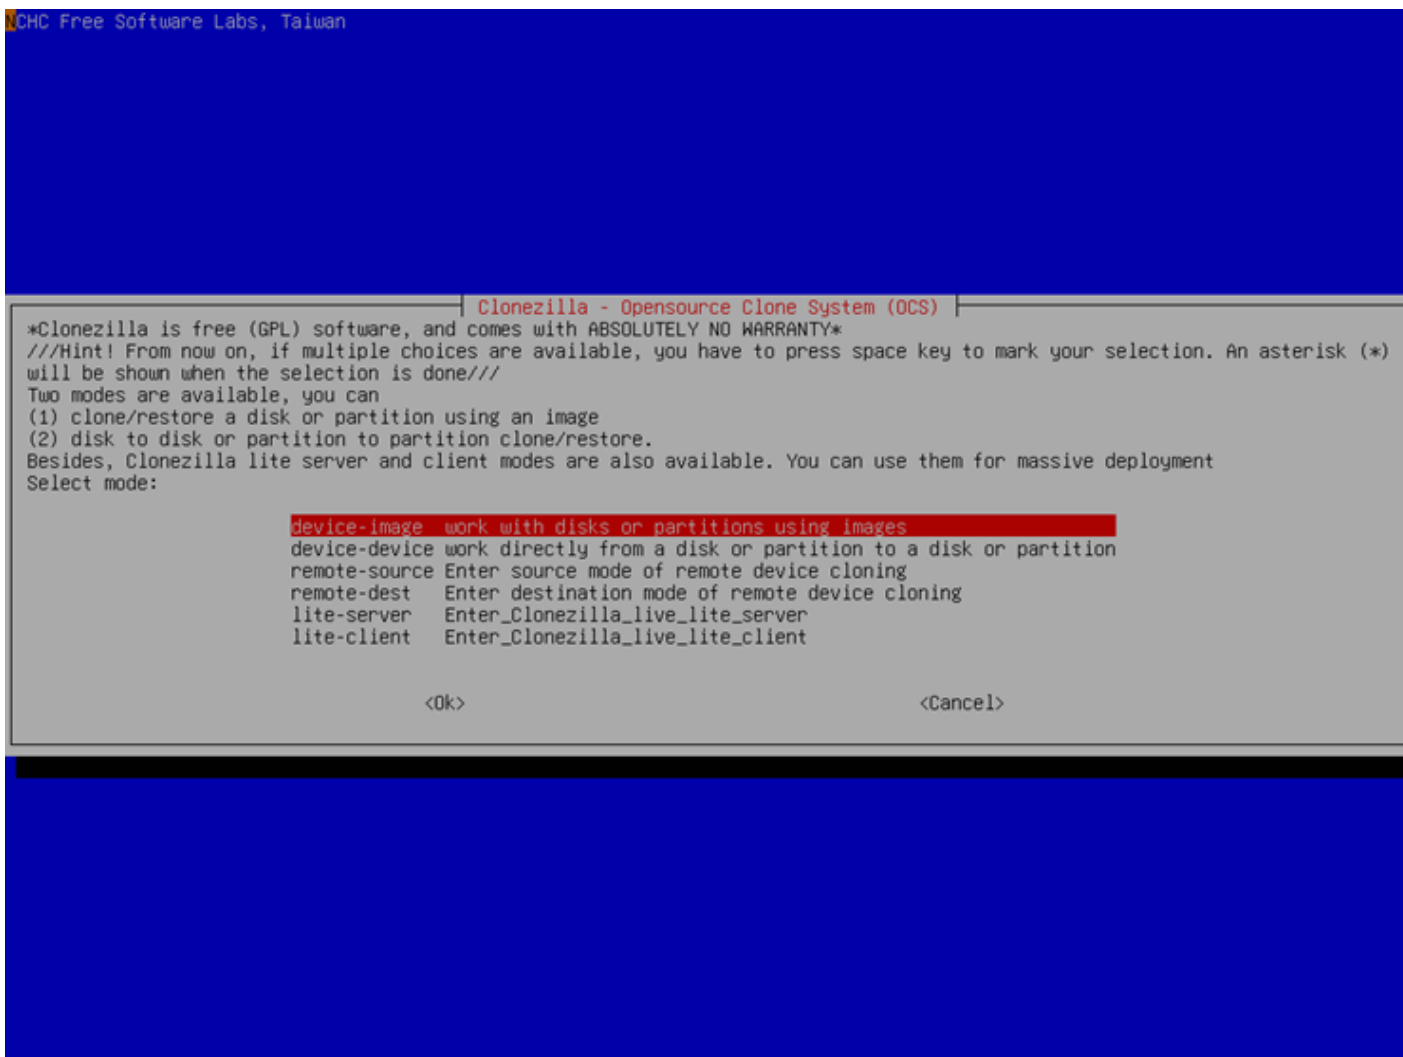 NCHC Free Software Labs, Taiwan
Clonezilla - Opensource Clone System (OCS)
*Clonezilla is free (GPL) software, and comes with ABSOLUTELY NO WARRANTY*
///Hint! From now on, if multiple choices are available, you have to press space key to mark your selection. An asterisk (*)
will be shown when the selection is done///
Two modes are available, you can
(1) clone/restore a disk or partition using an image
(2) disk to disk or partition to partition clone/restore.
Besides, Clonezilla lite server and client modes are also available. You can use them for massive deployment
Select mode:
device-image work with disks or partitions using images
device-device work directly from a disk or partition to a disk or partition
remote-source Enter source mode of remote device cloning
remote-dest Enter destination mode of remote device cloning
lite-server Enter_Clonezilla_live_lite_server
lite-client Enter_Clonezilla_live_lite_client
<Ok> <Cancel>